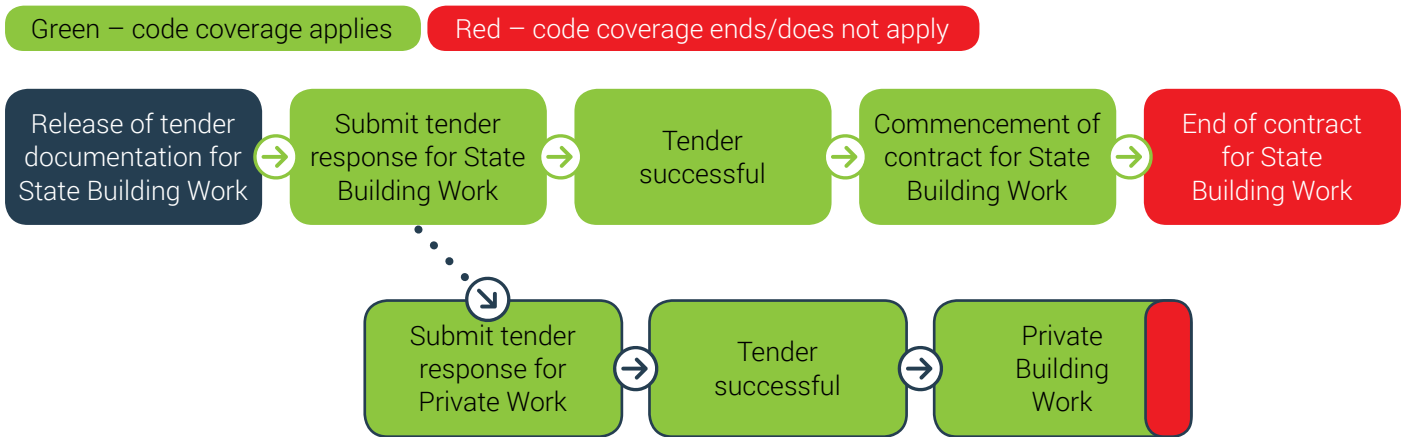 Green – code coverage applies
Red – code coverage ends/does not apply
Release of tender
documentation for
State Building Work
Submit tender
response for State
Building Work
Tender
successful
Commencement of
contract for State
Building Work
End of contract
for State
Building Work
Submit tender
response for
Private Work
Tender
successful
Private
Building
Work